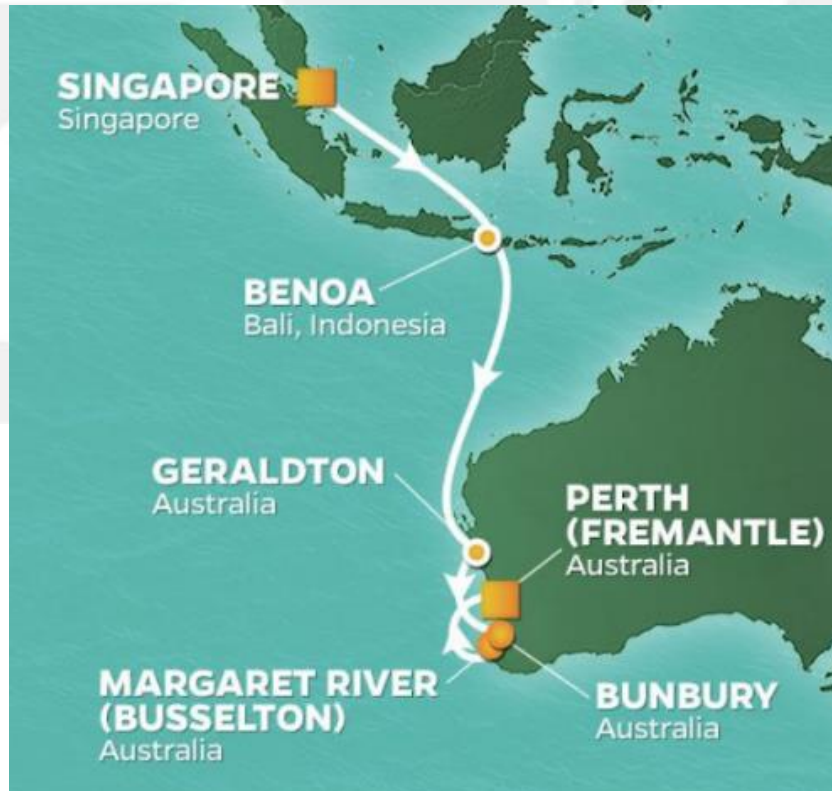 SINGAPORE
Singapore
BENOA
Bali, Indonesia
GERALDTON
Australia
PERTH
(FREMANTLE)
Australia
MARGARET RIVER
(BUSSELTON)
Australia
BUNBURY
Australia